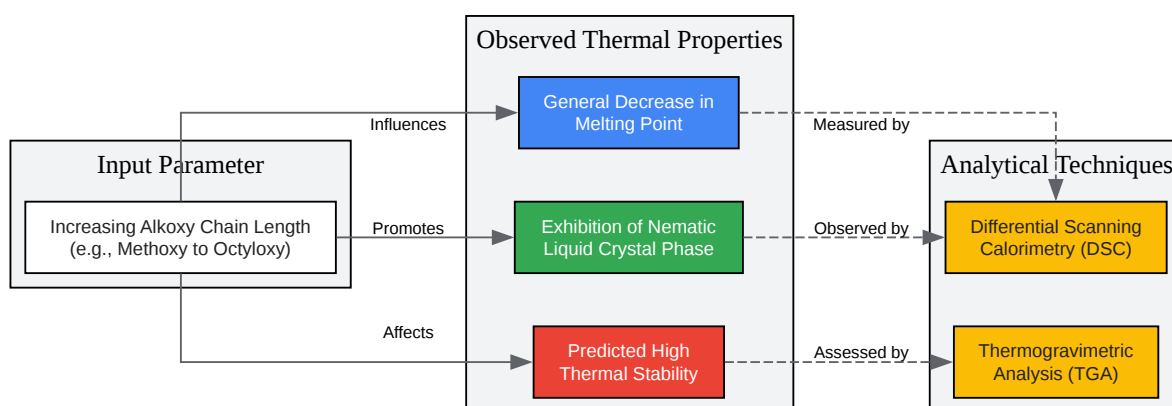 Observed Thermal Properties
General Decrease in
Melting Point
Influences
Measured by
Input Parameter
Analytical Techniques
Increasing Alkoxy Chain Length
(e.g., Methoxy to Octyloxy)
Promotes
Exhibition of Nematic
Liquid Crystal Phase
Observed by
Differential Scanning
Calorimetry (DSC)
Affects
Predicted High
Thermal Stability
Assessed by
Thermogravimetric
Analysis (TGA)